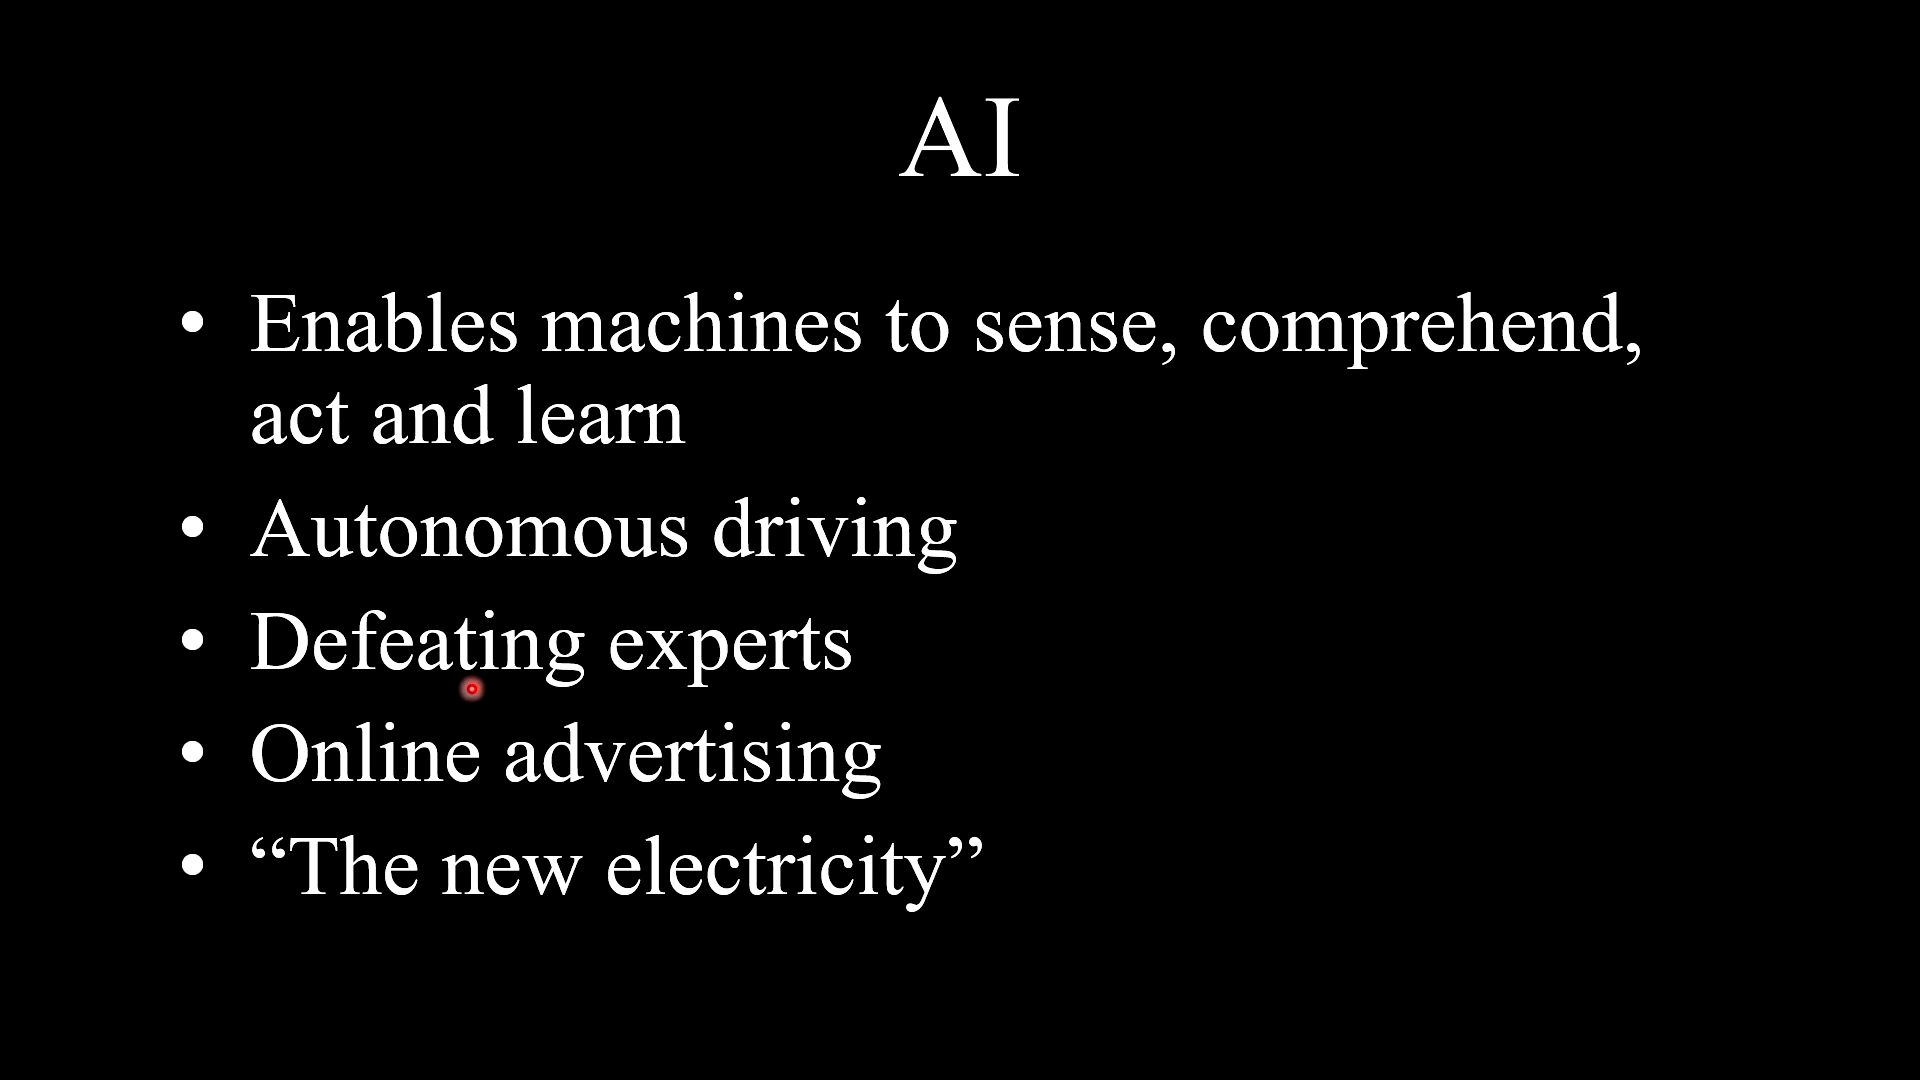 AI
• Enables machines to sense, comprehend,
act and learn
• Autonomous driving
• Defeating experts
• Online advertising
• “The new electricity”